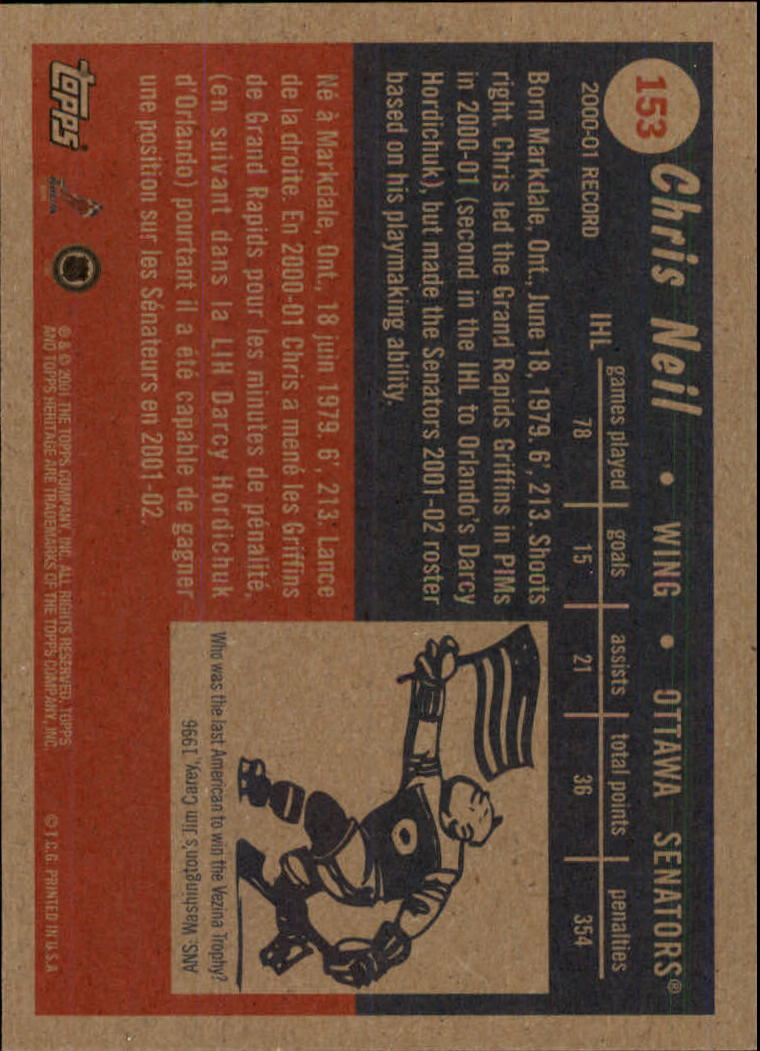 153
Chris Neil • WING • OTTAWA SENATORS®
2000-01 RECORD
games played goals assists total points penalties
IHL 78 15 21 36 354
Born Markdale, Ont., June 18, 1979. 6', 213. Shoots
right. Chris led the Grand Rapids Griffins in PIMs
in 2000-01 (second in the IHL to Orlando's Darcy
Hordichuk), but made the Senators 2001-02 roster
based on his playmaking ability.
Né à Markdale, Ont., 18 juin 1979. 6', 213. Lance
de la droite. En 2000-01 Chris a mené les Griffins
de Grand Rapids pour les minutes de pénalité,
(en suivant dans la LIH Darcy Hordichuk
d'Orlando) pourtant il a été capable de gagner
une position sur les Sénateurs en 2001-02.
Who was the last American to win the Vezina Trophy?
ANS: Washington's Jim Carey, 1996
topps
® & © 2001 THE TOPPS COMPANY, INC. ALL RIGHTS RESERVED. TOPPS
AND TOPPS HERITAGE ARE TRADEMARKS OF THE TOPPS COMPANY, INC.
© T.C.G. PRINTED IN U.S.A.